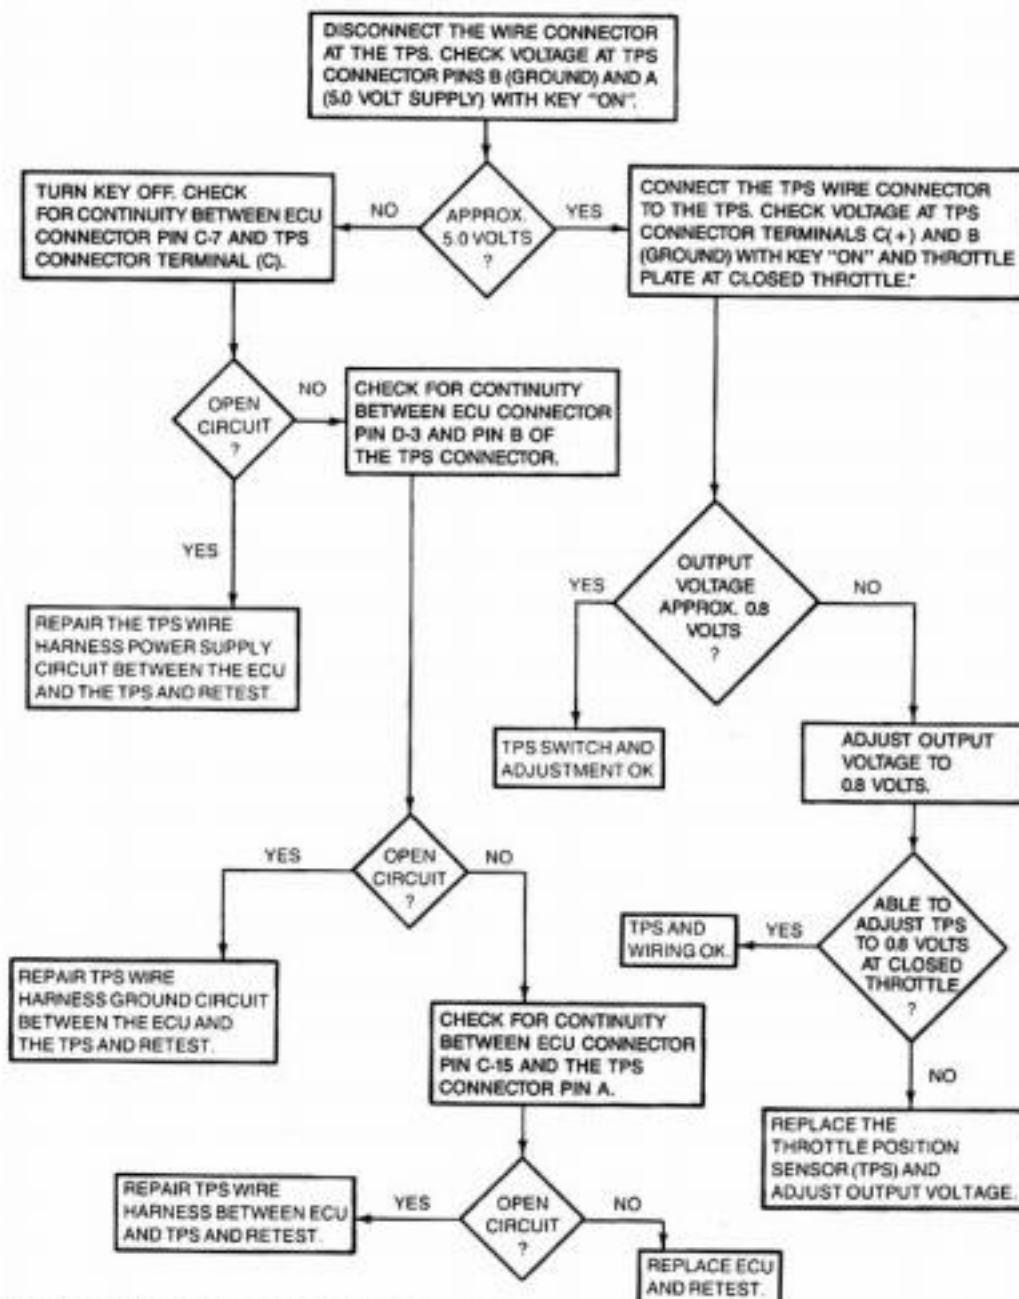 DISCONNECT THE WIRE CONNECTOR
AT THE TPS. CHECK VOLTAGE AT TPS
CONNECTOR PINS B (GROUND) AND A
(5.0 VOLT SUPPLY) WITH KEY "ON".
TURN KEY OFF. CHECK
FOR CONTINUITY BETWEEN ECU
CONNECTOR PIN C-7 AND TPS
CONNECTOR TERMINAL (C).
NO
APPROX.
5.0 VOLTS
?
YES
CONNECT THE TPS WIRE CONNECTOR
TO THE TPS. CHECK VOLTAGE AT TPS
CONNECTOR TERMINALS C(+) AND B
(GROUND) WITH KEY "ON" AND THROTTLE
PLATE AT CLOSED THROTTLE.*
OPEN
CIRCUIT
?
NO
CHECK FOR CONTINUITY
BETWEEN ECU CONNECTOR
PIN D-3 AND PIN B OF
THE TPS CONNECTOR.
YES
REPAIR THE TPS WIRE
HARNESS POWER SUPPLY
CIRCUIT BETWEEN THE ECU
AND THE TPS AND RETEST.
YES
OUTPUT
VOLTAGE
APPROX. 0.8
VOLTS
?
NO
TPS SWITCH AND
ADJUSTMENT OK
ADJUST OUTPUT
VOLTAGE TO
0.8 VOLTS.
YES
OPEN
CIRCUIT
?
NO
TPS AND
WIRING OK.
YES
ABLE TO
ADJUST TPS
TO 0.8 VOLTS
AT CLOSED
THROTTLE
?
REPAIR TPS WIRE
HARNESS GROUND CIRCUIT
BETWEEN THE ECU AND
THE TPS AND RETEST.
CHECK FOR CONTINUITY
BETWEEN ECU CONNECTOR
PIN C-15 AND THE TPS
CONNECTOR PIN A.
NO
REPLACE THE
THROTTLE POSITION
SENSOR (TPS) AND
ADJUST OUTPUT VOLTAGE.
REPAIR TPS WIRE
HARNESS BETWEEN ECU
AND TPS AND RETEST.
YES
OPEN
CIRCUIT
?
NO
REPLACE ECU
AND RETEST.